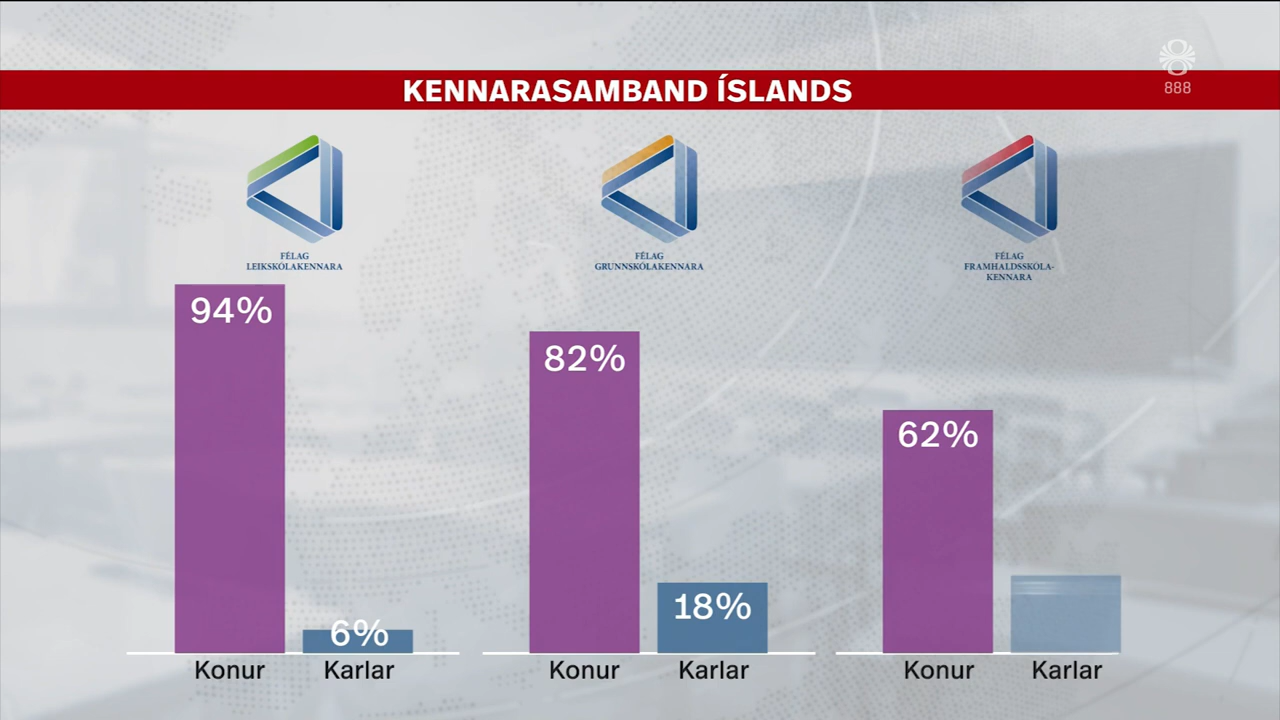 KENNARASAMBAND ÍSLANDS
888
FÉLAG
LEIKSKÓLAKENNARA
FÉLAG
GRUNNSKÓLAKENNARA
FÉLAG
FRAMHALDSSKÓLA-
KENNARA
94%
6%
82%
18%
62%
Konur
Karlar
Konur
Karlar
Konur
Karlar